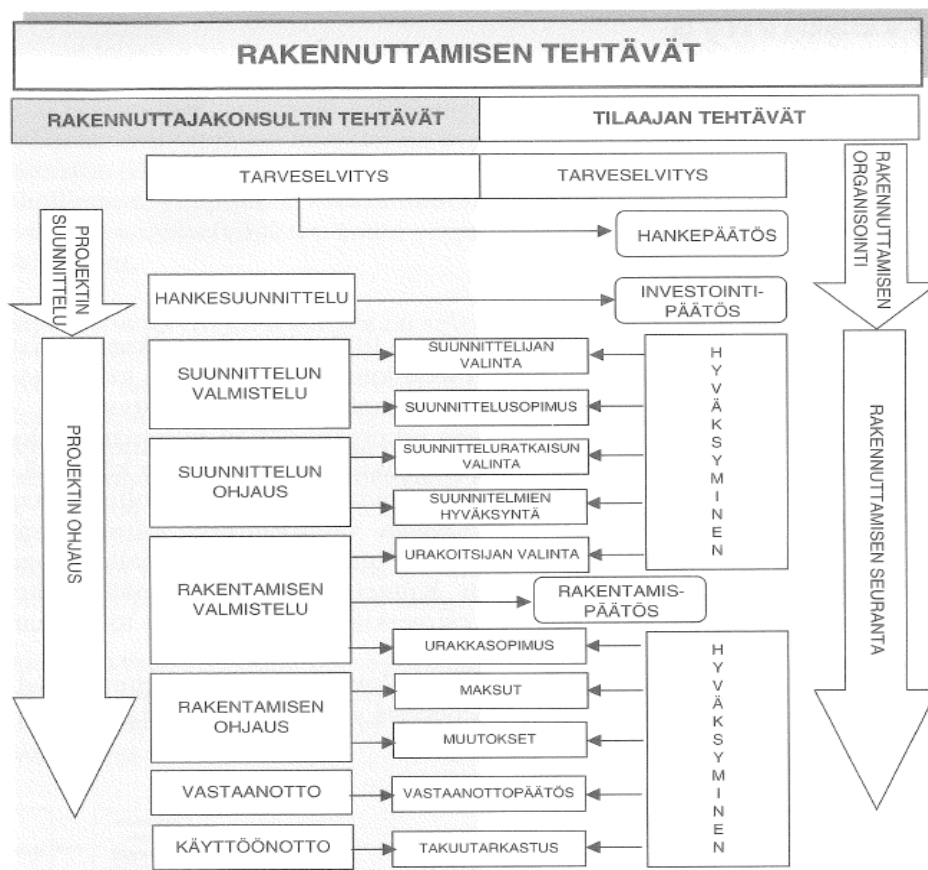 RAKENNUTTAMISEN TEHTÄVÄT
RAKENNUTTAJAKONSULTIN TEHTÄVÄT
TILAAJAN TEHTÄVÄT
TARVESELVITYS
TARVESELVITYS
HANKEPÄÄTÖS
PROJEKTIN
SUUNNITTELU
RAKENNUTTAMISEN
ORGANISOINTI
HANKESUUNNITTELU
INVESTOINTI-
PÄÄTÖS
SUUNNITTELUN
VALMISTELU
SUUNNITTELIJAN
VALINTA
SUUNNITTELUSOPIMUS
HYVÄKSYMINEN
SUUNNITTELUN
OHJAUS
SUUNNITTELURATKAISUN
VALINTA
SUUNNITELMIEN
HYVÄKSYNTÄ
PROJEKTIN OHJAUS
RAKENNUTTAMISEN SEURANTA
RAKENTAMISEN
VALMISTELU
URAKOITSIJAN VALINTA
RAKENTAMIS-
PÄÄTÖS
URAKKASOPIMUS
HYVÄKSYMINEN
RAKENTAMISEN
OHJAUS
MAKSUT
MUUTOKSET
VASTAANOTTO
VASTAANOTTOPÄÄTÖS
KÄYTTÖÖNOTTO
TAKUUTARKASTUS